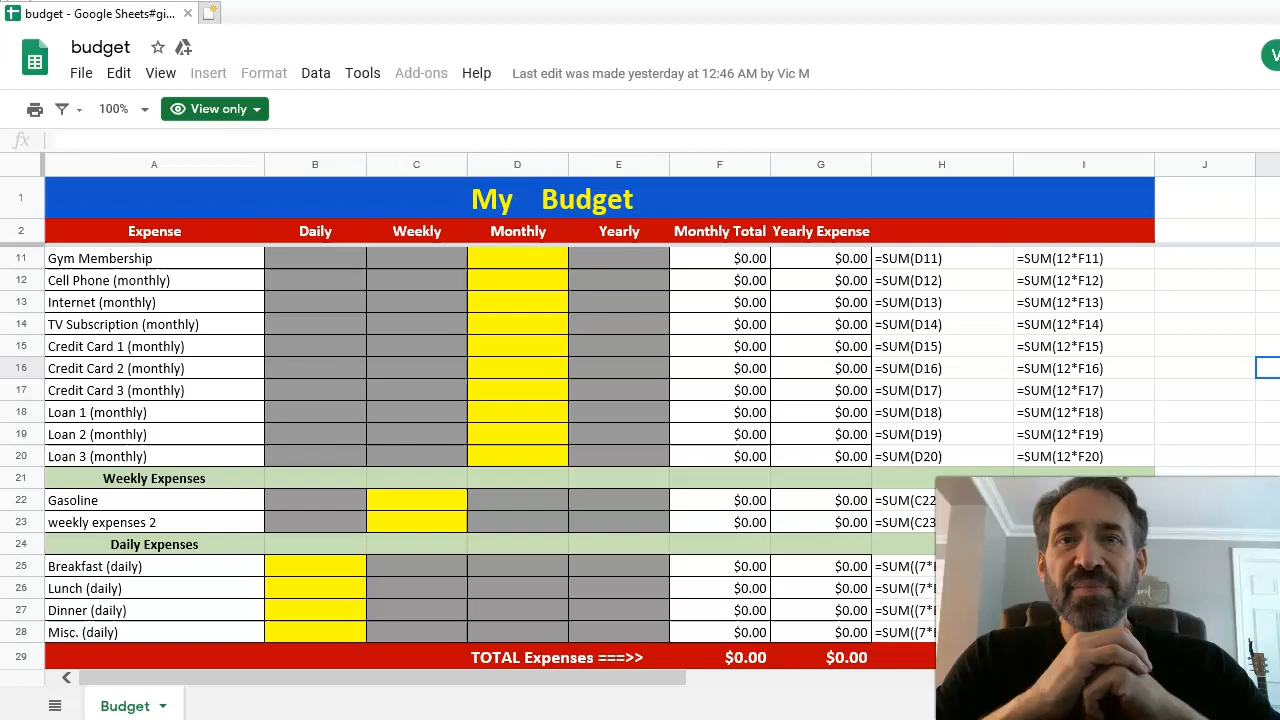 budget - Google Sheets#gi...
budget
File Edit View Insert Format Data Tools Add-ons Help Last edit was made yesterday at 12:46 AM by Vic M
V
100% View only
fx
A B C D E F G H I J
1 My Budget
2 Expense Daily Weekly Monthly Yearly Monthly Total Yearly Expense
11 Gym Membership $0.00 $0.00 =SUM(D11) =SUM(12*F11)
12 Cell Phone (monthly) $0.00 $0.00 =SUM(D12) =SUM(12*F12)
13 Internet (monthly) $0.00 $0.00 =SUM(D13) =SUM(12*F13)
14 TV Subscription (monthly) $0.00 $0.00 =SUM(D14) =SUM(12*F14)
15 Credit Card 1 (monthly) $0.00 $0.00 =SUM(D15) =SUM(12*F15)
16 Credit Card 2 (monthly) $0.00 $0.00 =SUM(D16) =SUM(12*F16)
17 Credit Card 3 (monthly) $0.00 $0.00 =SUM(D17) =SUM(12*F17)
18 Loan 1 (monthly) $0.00 $0.00 =SUM(D18) =SUM(12*F18)
19 Loan 2 (monthly) $0.00 $0.00 =SUM(D19) =SUM(12*F19)
20 Loan 3 (monthly) $0.00 $0.00 =SUM(D20) =SUM(12*F20)
21 Weekly Expenses
22 Gasoline $0.00 $0.00 =SUM(C22
23 weekly expenses 2 $0.00 $0.00 =SUM(C23
24 Daily Expenses
25 Breakfast (daily) $0.00 $0.00 =SUM((7*
26 Lunch (daily) $0.00 $0.00 =SUM((7*
27 Dinner (daily) $0.00 $0.00 =SUM((7*
28 Misc. (daily) $0.00 $0.00 =SUM((7*
29 TOTAL Expenses ===>> $0.00 $0.00
Budget